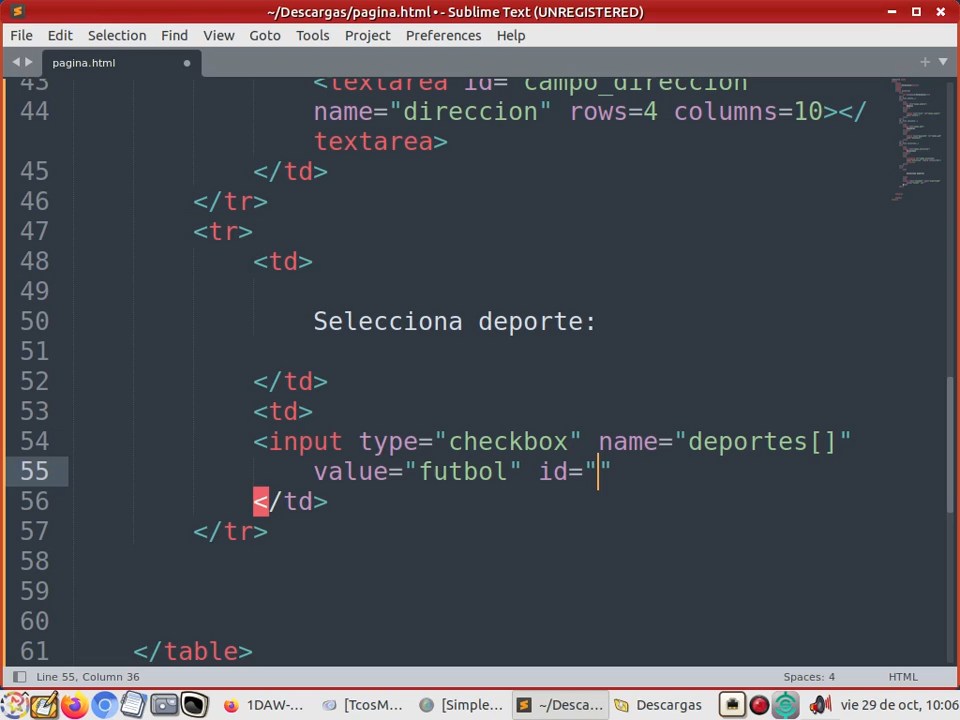 ~/Descargas/pagina.html • - Sublime Text (UNREGISTERED)
File Edit Selection Find View Goto Tools Project Preferences Help
pagina.html
43 <textarea id="campo_direccion"
44 name="direccion" rows=4 columns=10></
textarea>
45 </td>
46 </tr>
47 <tr>
48 <td>
49
50 Selecciona deporte:
51
52 </td>
53 <td>
54 <input type="checkbox" name="deportes[]"
55 value="futbol" id=""
56 </td>
57 </tr>
58
59
60
61 </table>
Line 55, Column 36 Spaces: 4 HTML
1DAW-... [TcosM... [Simple... ~/Desca... Descargas vie 29 de oct, 10:06